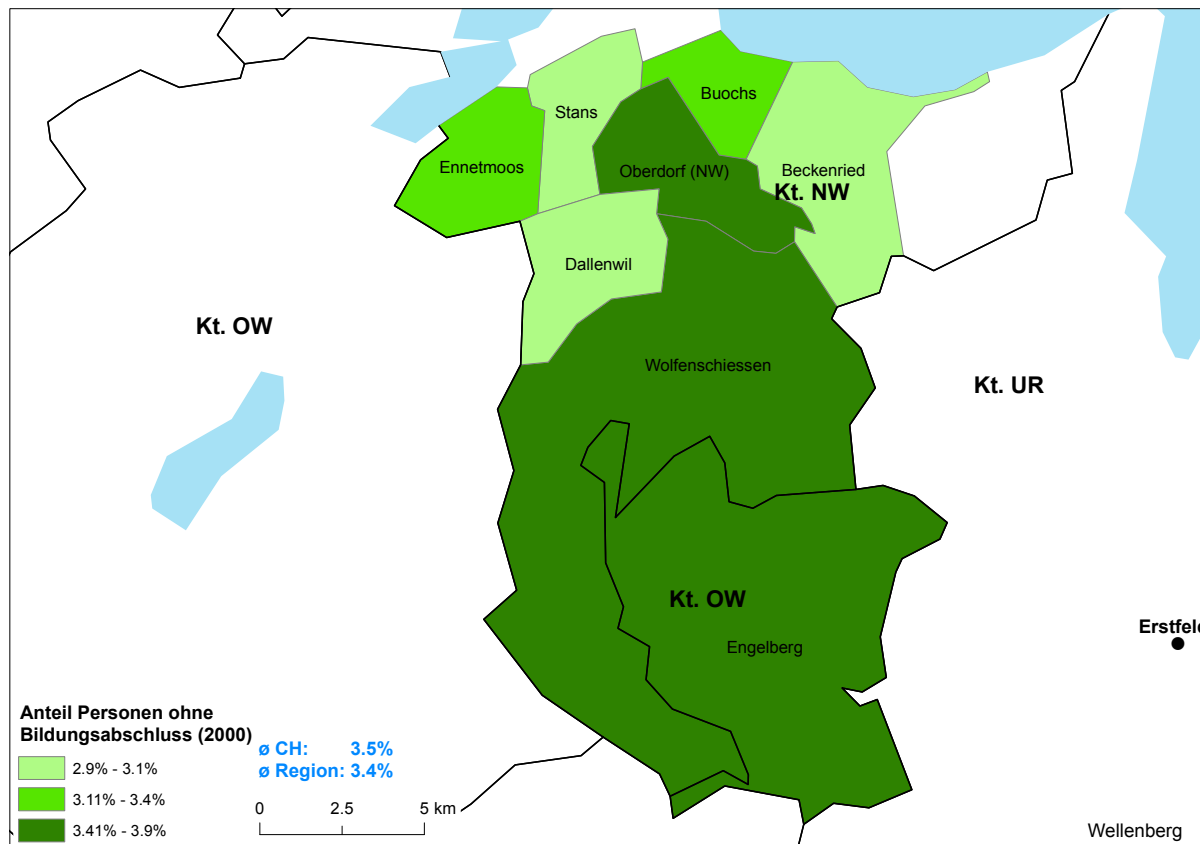 Buochs
Stans
Ennetmoos
Oberdorf (NW)
Beckenried
Kt. NW
Dallenwil
Kt. OW
Wolfenschiessen
Kt. UR
Kt. OW
Engelberg
Erstfeld
Anteil Personen ohne
Bildungsabschluss (2000)
2.9% - 3.1%
3.11% - 3.4%
3.41% - 3.9%
ø CH: 3.5%
ø Region: 3.4%
0 2.5 5 km
Wellenberg